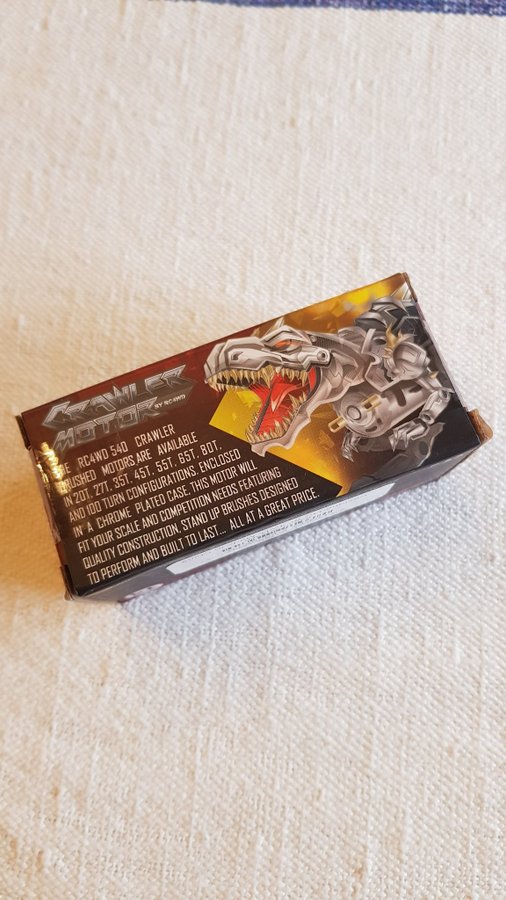 CRAWLER
MOTOR BY RC4WD
THE RC4WD 540 CRAWLER
BRUSHED MOTORS ARE AVAILABLE
IN 20T, 27T, 35T, 45T, 55T, 65T, 80T,
AND 100 TURN CONFIGURATIONS. ENCLOSED
IN A CHROME PLATED CASE, THIS MOTOR WILL
FIT YOUR SCALE AND COMPETITION NEEDS FEATURING
QUALITY CONSTRUCTION, STAND UP BRUSHES DESIGNED
TO PERFORM AND BUILT TO LAST... ALL AT A GREAT PRICE.